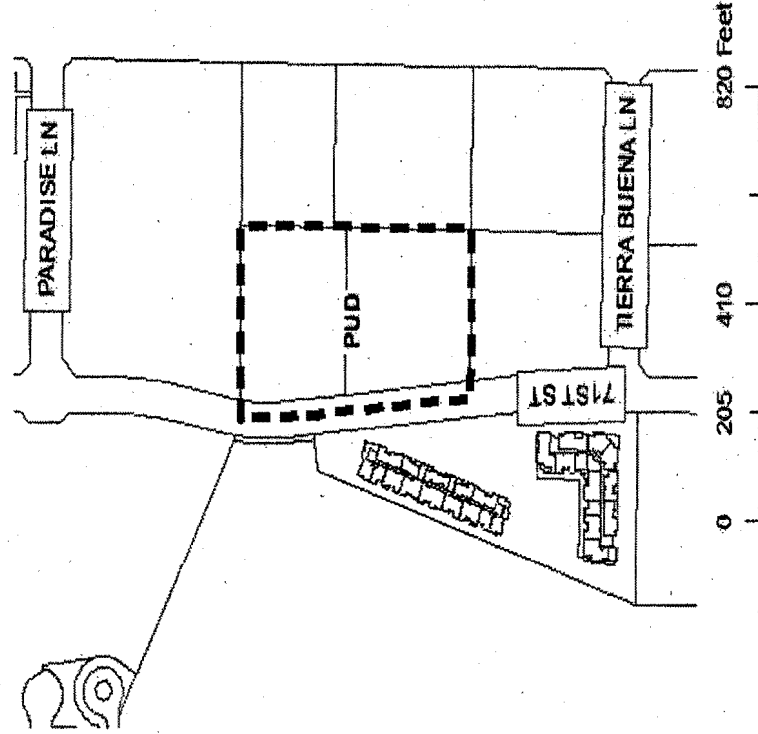 PARADISE LN
PUD
TIERRA BUENA LN
71ST ST
0 205 410 820 Feet